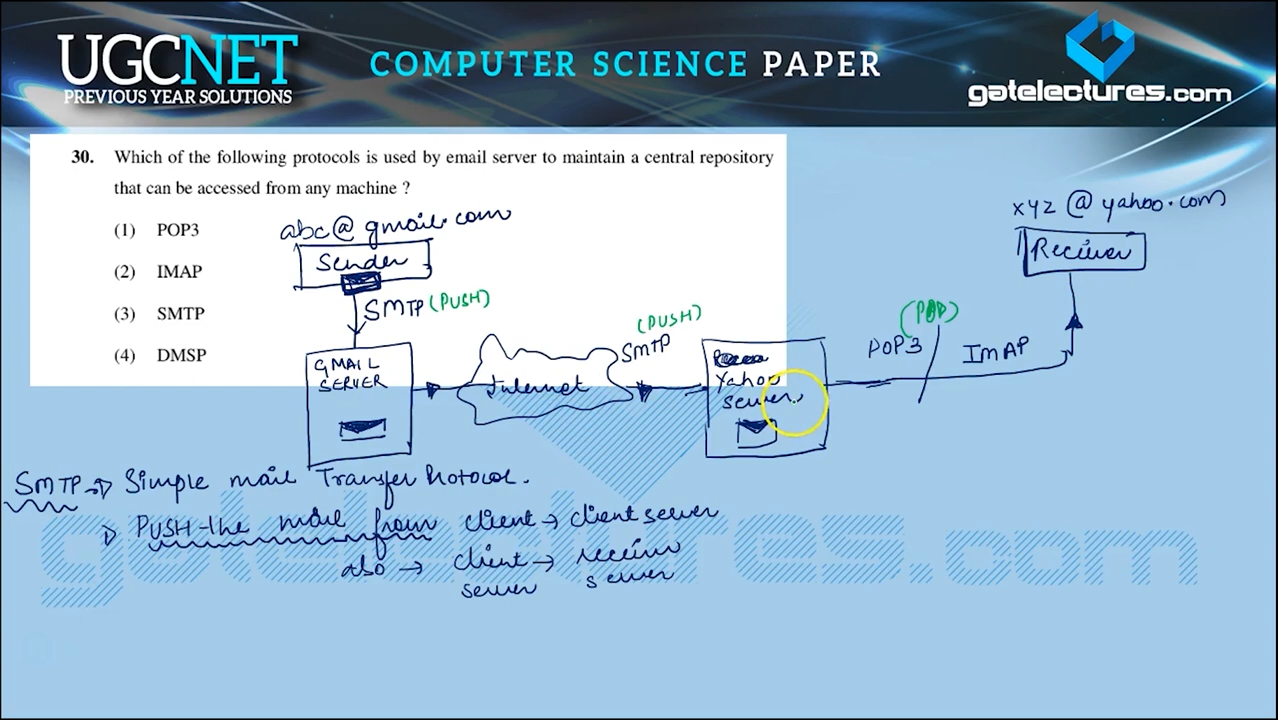 UGCNET
PREVIOUS YEAR SOLUTIONS
COMPUTER SCIENCE PAPER
gatelectures.com
30. Which of the following protocols is used by email server to maintain a central repository
that can be accessed from any machine ?
(1) POP3
(2) IMAP
(3) SMTP
(4) DMSP
abc@gmail.com
Sender
SMTP (PUSH)
GMAIL
SERVER
Internet
(PUSH)
SMTP
Yahoo
Server
POP3
IMAP
xyz@yahoo.com
Reciever
SMTP → Simple mail Transfer Protocol.
→ PUSH the mail from client → client server
also → client → receiver
server server
gatelectures.com